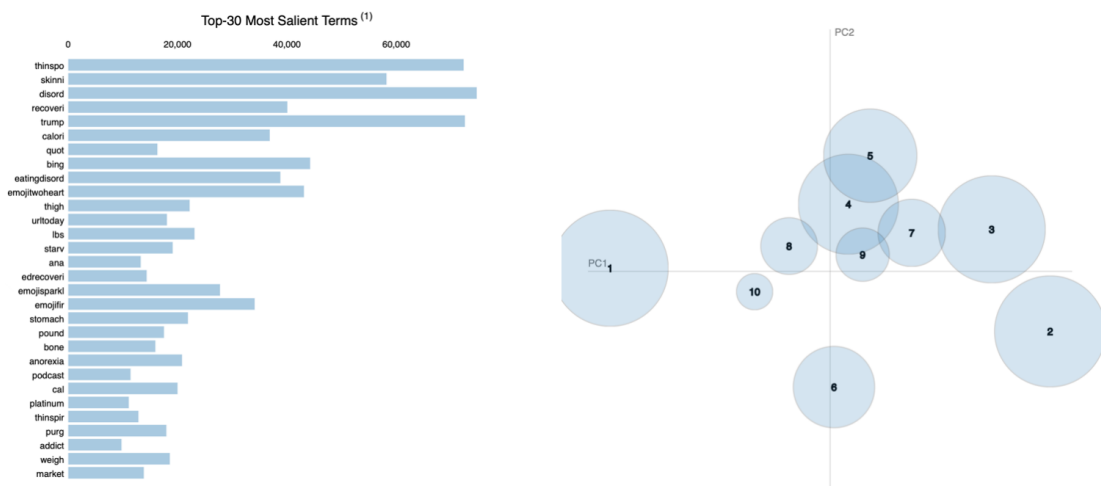 Top-30 Most Salient Terms (1)
0 20,000 40,000 60,000
thinspo
skinni
disord
recoveri
trump
calori
quot
bing
eatingdisord
emojitwoheart
thigh
urltoday
lbs
starv
ana
edrecoveri
emojisparkl
emojifir
stomach
pound
bone
anorexia
podcast
cal
platinum
thinspir
purg
addict
weigh
market
PC2
5
4
3
7
8
9
PC1
1
10
2
6